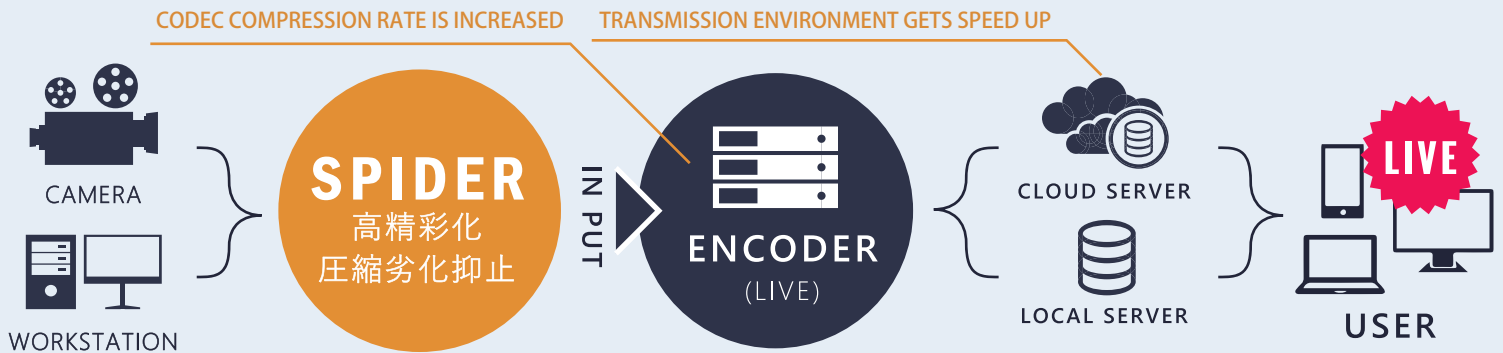 CODEC COMPRESSION RATE IS INCREASED
TRANSMISSION ENVIRONMENT GETS SPEED UP
CAMERA
WORKSTATION
SPIDER
高精彩化
圧縮劣化抑止
IN PUT
ENCODER
(LIVE)
CLOUD SERVER
LOCAL SERVER
LIVE
USER